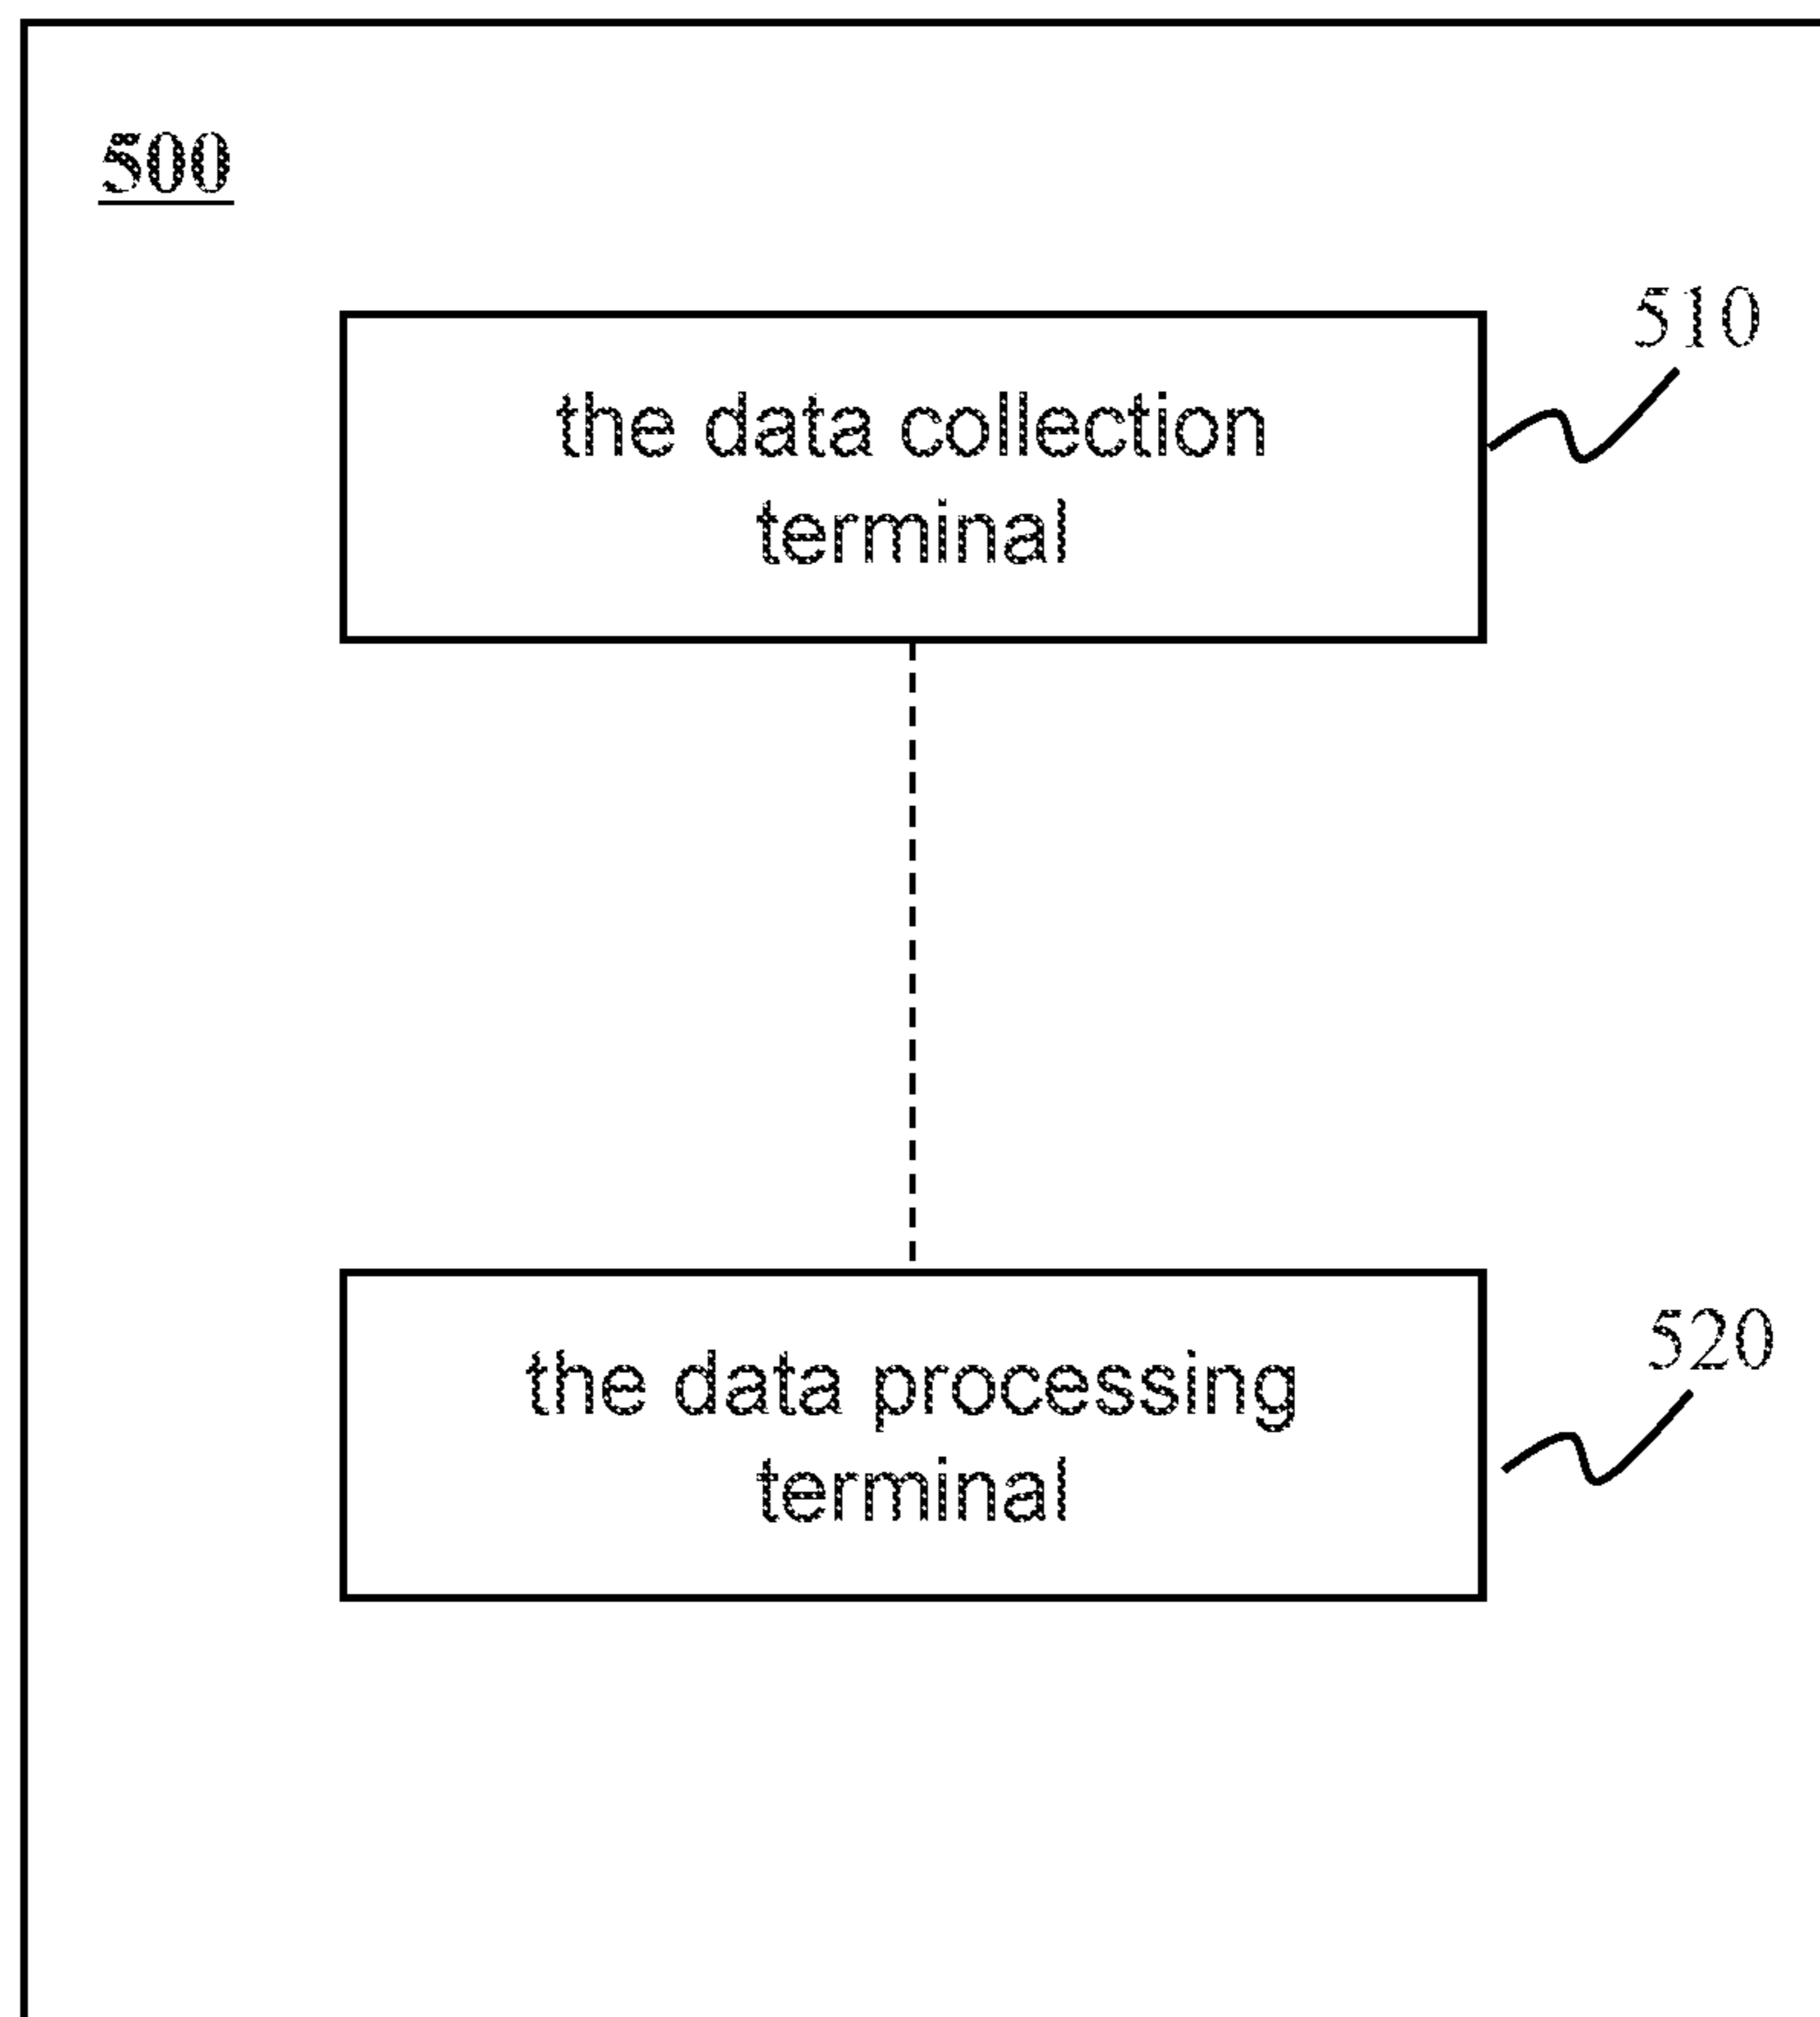 500
510
the data collection
terminal
520
the data processing
terminal